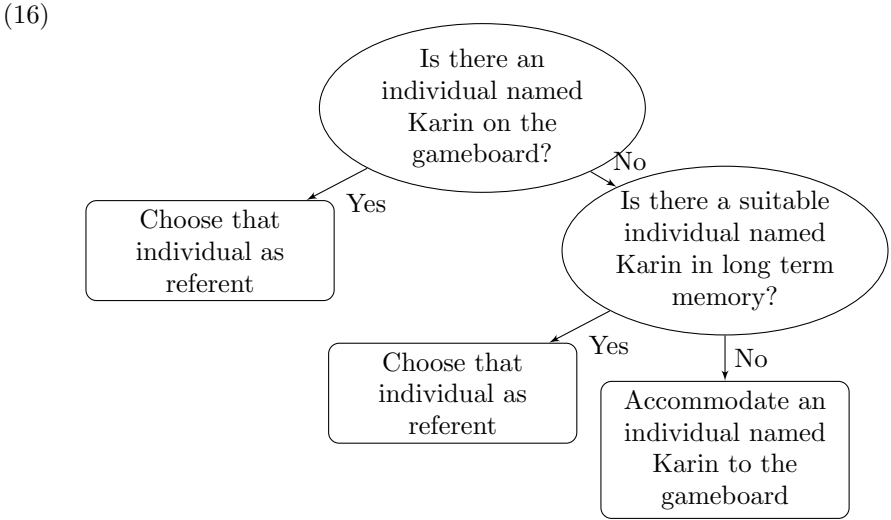 (16)
Is there an
individual named
Karin on the
gameboard?
No
Yes
Choose that
individual as
referent
Is there a suitable
individual named
Karin in long term
memory?
Yes
No
Choose that
individual as
referent
Accommodate an
individual named
Karin to the
gameboard